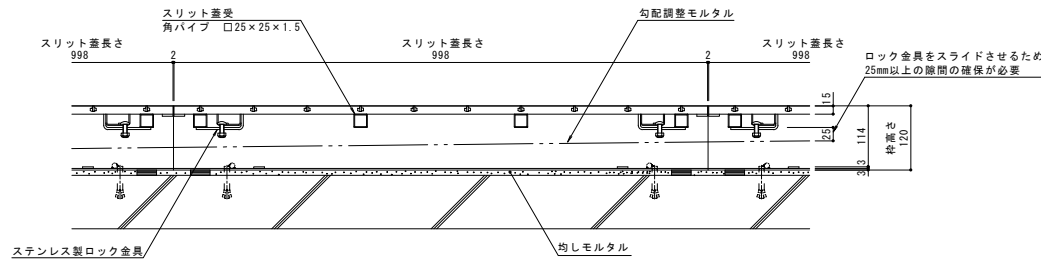 スリット蓋受
角パイプ □25×25×1.5
勾配調整モルタル
スリット蓋長さ
998
2
スリット蓋長さ
998
2
スリット蓋長さ
998
ロック金具をスライドさせるため
25mm以上の隙間の確保が必要
15
25
114
3
3
枠高さ
120
ステンレス製ロック金具
均しモルタル